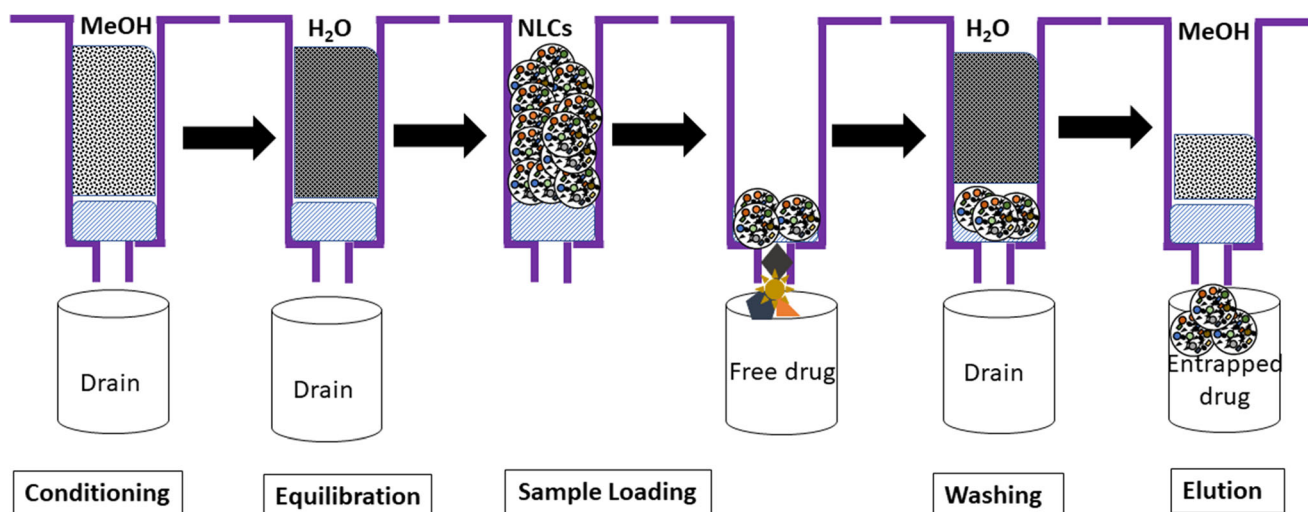 MeOH
H₂O
NLCs
H₂O
MeOH
Drain
Drain
Free drug
Drain
Entrapped
drug
Conditioning
Equilibration
Sample Loading
Washing
Elution